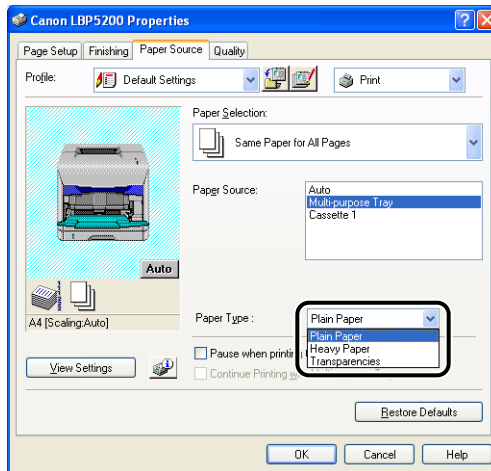 Canon LBP5200 Properties
Page Setup Finishing Paper Source Quality
Profile: Default Settings Print
Paper Selection:
Same Paper for All Pages
Paper Source:
Auto
Multi-purpose Tray
Cassette 1
Auto
A4 [Scaling:Auto]
Paper Type :
Plain Paper
Plain Paper
Heavy Paper
Transparencies
Pause when printing
Continue Printing
View Settings
Restore Defaults
OK Cancel Help